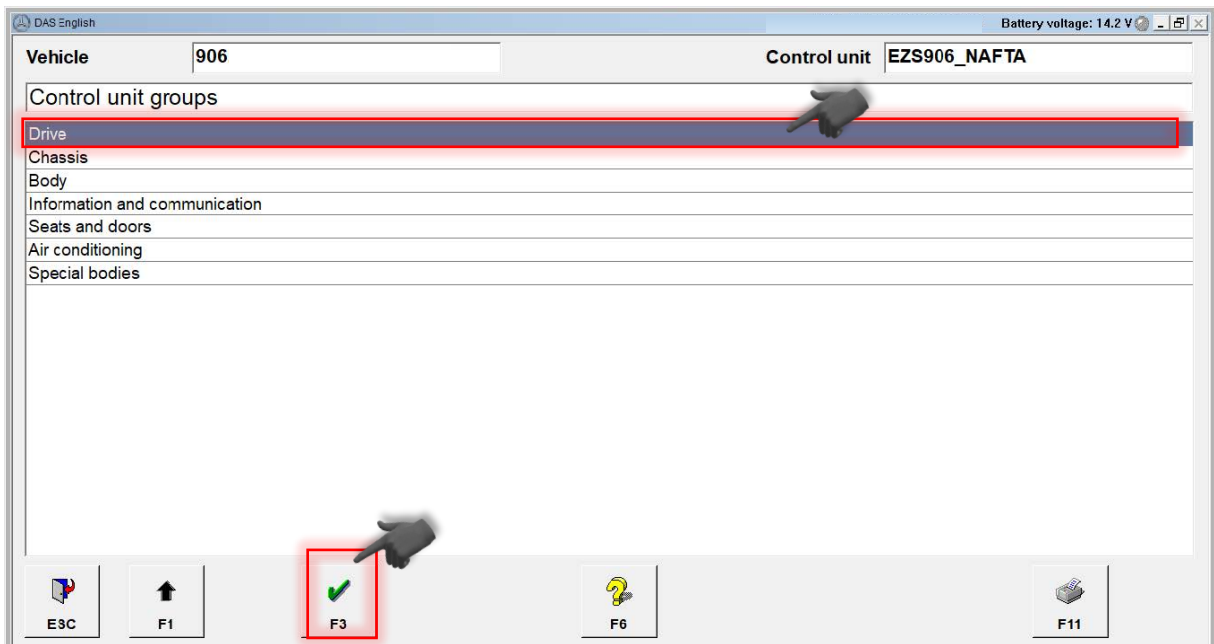 DAS English Battery voltage: 14.2 V
Vehicle 906 Control unit EZS906_NAFTA
Control unit groups
Drive
Chassis
Body
Information and communication
Seats and doors
Air conditioning
Special bodies
ESC F1 F3 F6 F11